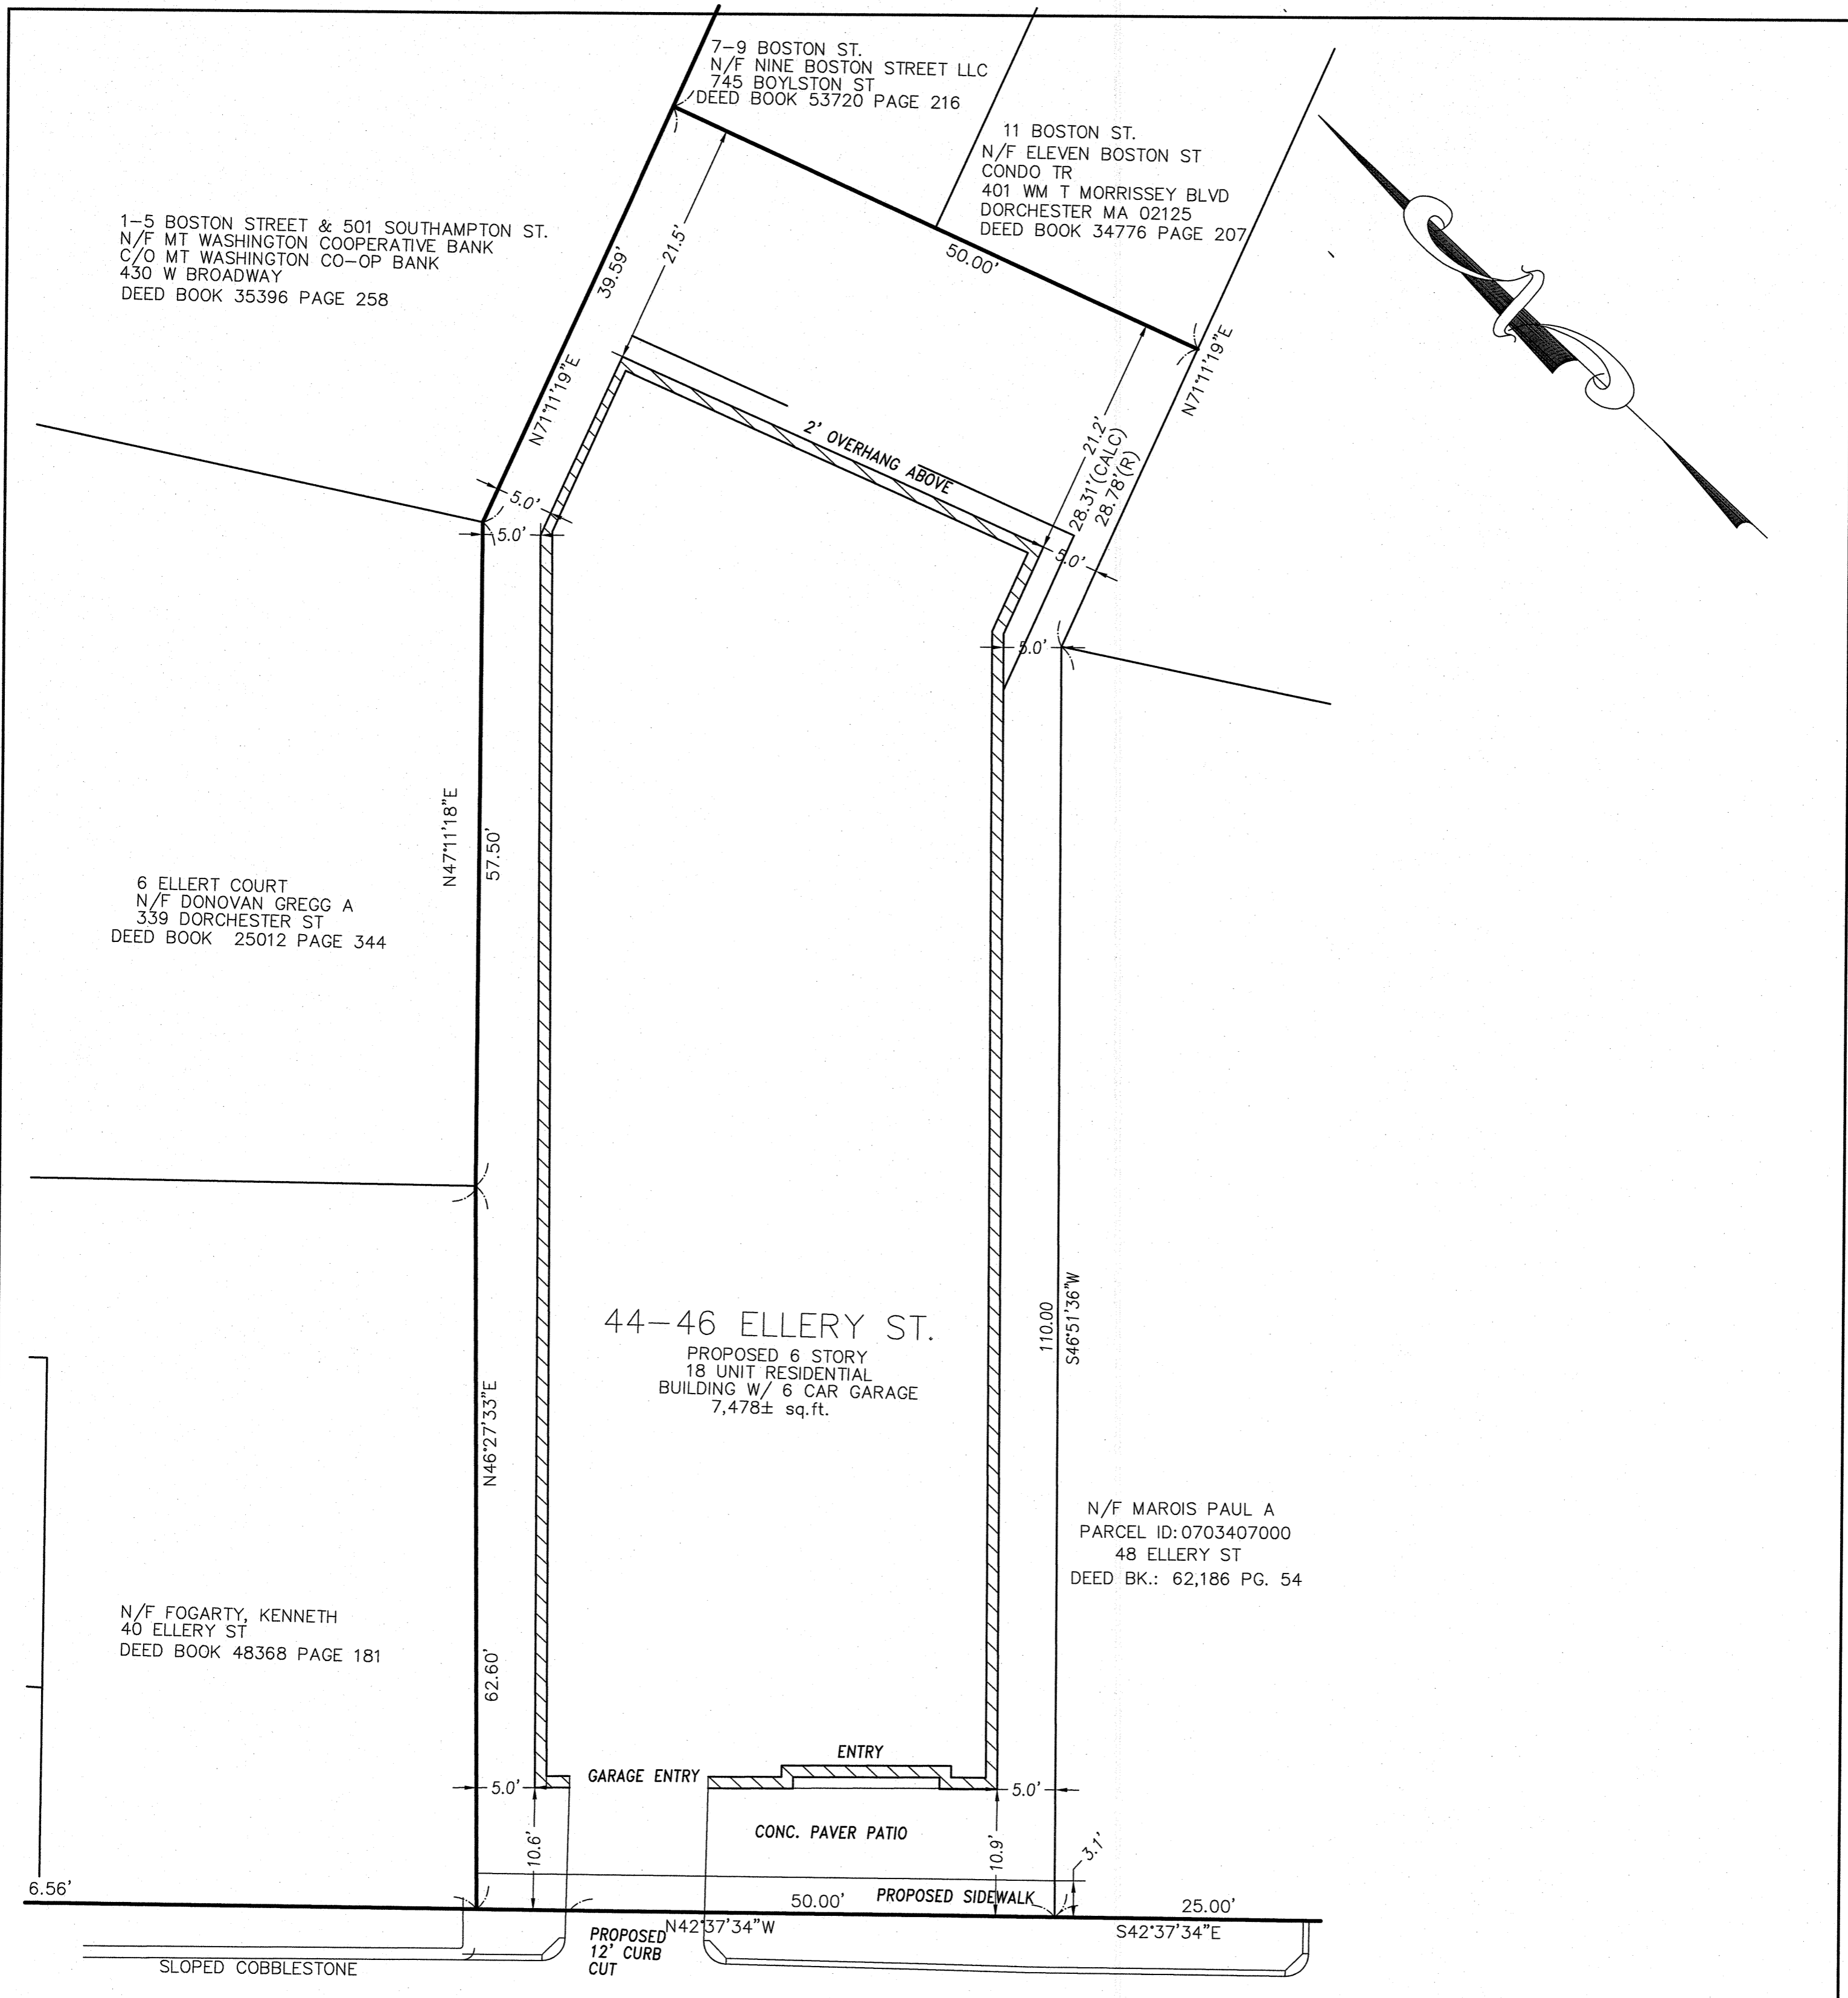 7-9 BOSTON ST.
N/F NINE BOSTON STREET LLC
745 BOYLSTON ST
DEED BOOK 53720 PAGE 216
11 BOSTON ST.
N/F ELEVEN BOSTON ST
CONDO TR
401 WM T MORRISSEY BLVD
DORCHESTER MA 02125
DEED BOOK 34776 PAGE 207
1-5 BOSTON STREET & 501 SOUTHAMPTON ST.
N/F MT WASHINGTON COOPERATIVE BANK
C/O MT WASHINGTON CO-OP BANK
430 W BROADWAY
DEED BOOK 35396 PAGE 258
39.59'
21.5'
50.00'
N71°11'19"E
N71°11'19"E
2' OVERHANG ABOVE
21.2'
28.31'(CALC)
28.78'(R)
5.0'
5.0'
5.0'
5.0'
N47°11'18"E
57.50'
6 ELLERT COURT
N/F DONOVAN GREGG A
339 DORCHESTER ST
DEED BOOK 25012 PAGE 344
44-46 ELLERY ST.
PROPOSED 6 STORY
18 UNIT RESIDENTIAL
BUILDING W/ 6 CAR GARAGE
7,478± sq.ft.
110.00
S46°51'36"W
N46°27'33"E
62.60'
N/F MAROIS PAUL A
PARCEL ID:0703407000
48 ELLERY ST
DEED BK.: 62,186 PG. 54
N/F FOGARTY, KENNETH
40 ELLERY ST
DEED BOOK 48368 PAGE 181
ENTRY
GARAGE ENTRY
5.0'
5.0'
CONC. PAVER PATIO
10.6'
10.9'
3.1'
6.56'
50.00'
PROPOSED SIDEWALK
25.00'
N42°37'34"W
S42°37'34"E
PROPOSED
12' CURB
CUT
SLOPED COBBLESTONE